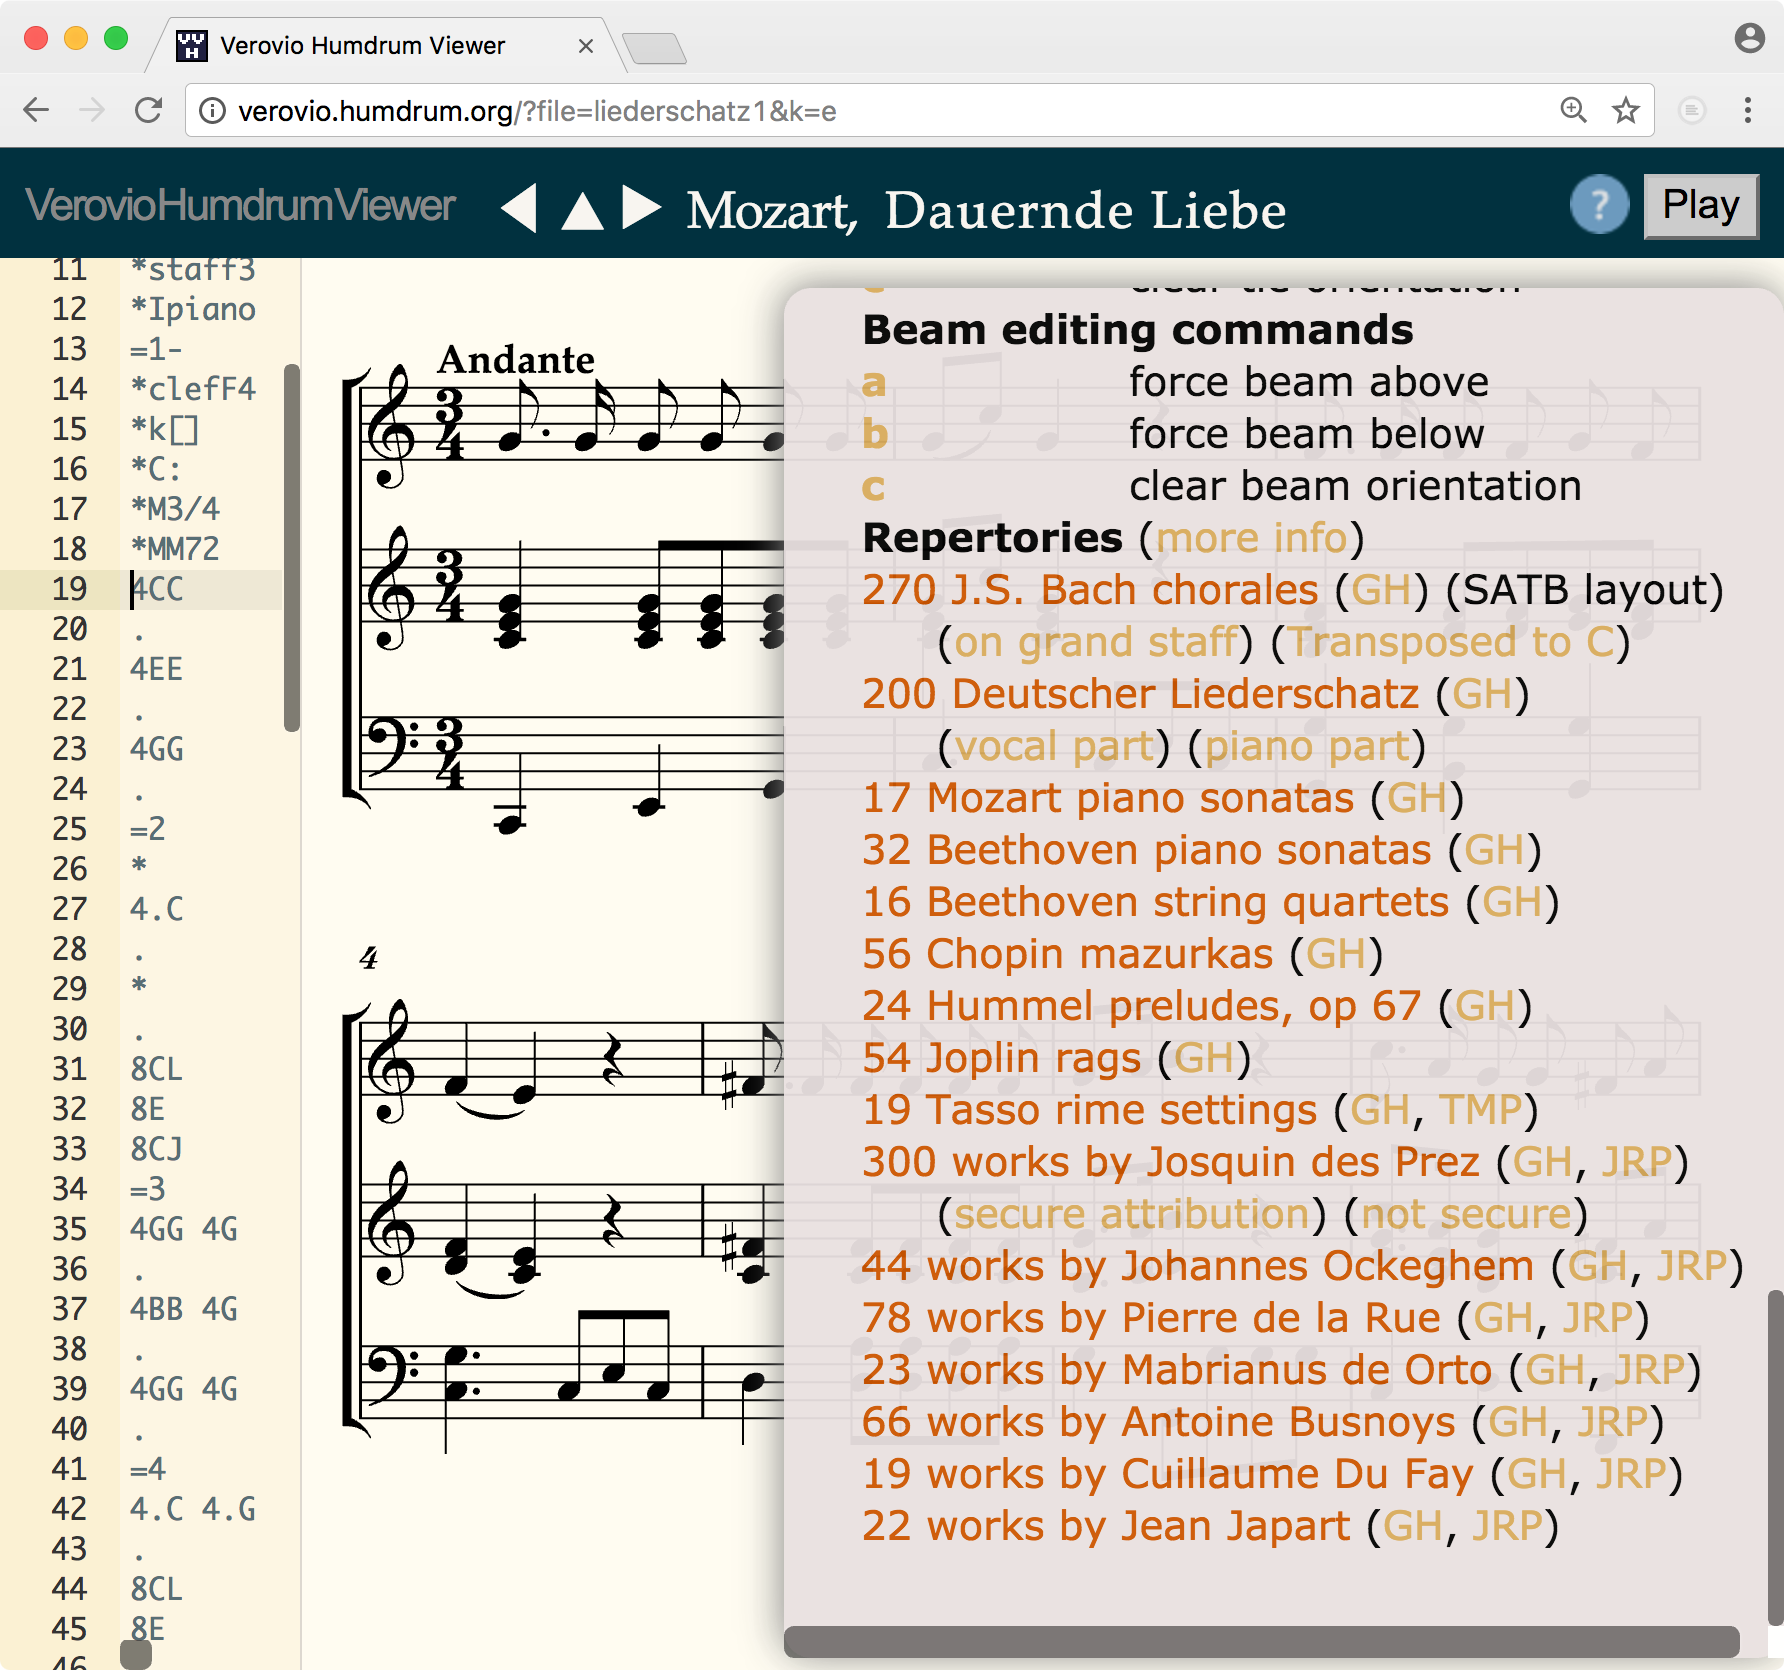 Verovio Humdrum Viewer
verovio.humdrum.org/?file=liederschatz1&k=e
VerovioHumdrumViewer
Mozart, Dauernde Liebe
?
Play
11 *staff3
12 *Ipiano
13 =1-
14 *clefF4
15 *k[]
16 *C:
17 *M3/4
18 *MM72
19 4CC
20 .
21 4EE
22 .
23 4GG
24 .
25 =2
26 *
27 4.C
28 .
29 *
30 .
31 8CL
32 8E
33 8CJ
34 =3
35 4GG 4G
36 .
37 4BB 4G
38 .
39 4GG 4G
40 .
41 =4
42 4.C 4.G
43 .
44 8CL
45 8E
46
Andante
3
4
3
4
3
4
4
clear tie orientation
Beam editing commands
a force beam above
b force beam below
c clear beam orientation
Repertories (more info)
270 J.S. Bach chorales (GH) (SATB layout)
(on grand staff) (Transposed to C)
200 Deutscher Liederschatz (GH)
(vocal part) (piano part)
17 Mozart piano sonatas (GH)
32 Beethoven piano sonatas (GH)
16 Beethoven string quartets (GH)
56 Chopin mazurkas (GH)
24 Hummel preludes, op 67 (GH)
54 Joplin rags (GH)
19 Tasso rime settings (GH, TMP)
300 works by Josquin des Prez (GH, JRP)
(secure attribution) (not secure)
44 works by Johannes Ockeghem (GH, JRP)
78 works by Pierre de la Rue (GH, JRP)
23 works by Mabrianus de Orto (GH, JRP)
66 works by Antoine Busnoys (GH, JRP)
19 works by Cuillaume Du Fay (GH, JRP)
22 works by Jean Japart (GH, JRP)